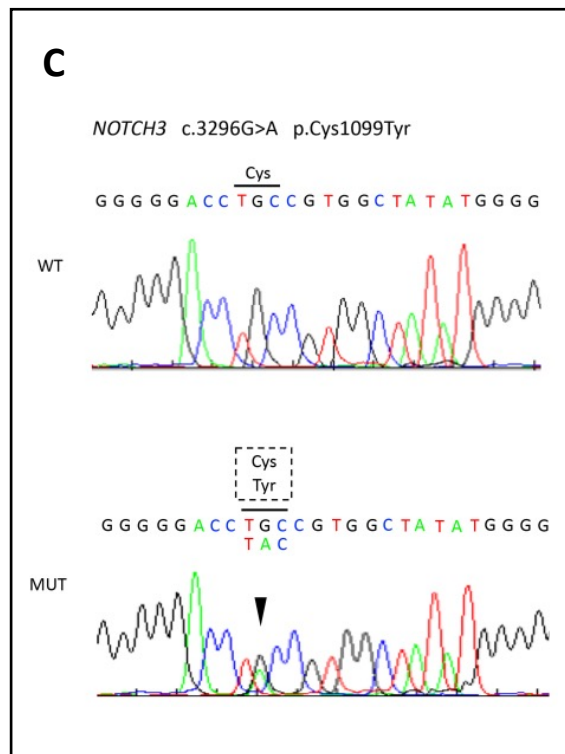 C
NOTCH3 c.3296G>A p.Cys1099Tyr
Cys
G G G G G A C C T G C C G T G G C T A T A T G G G G
WT
Cys
Tyr
G G G G G A C C T G C C G T G G C T A T A T G G G G
T A C
MUT